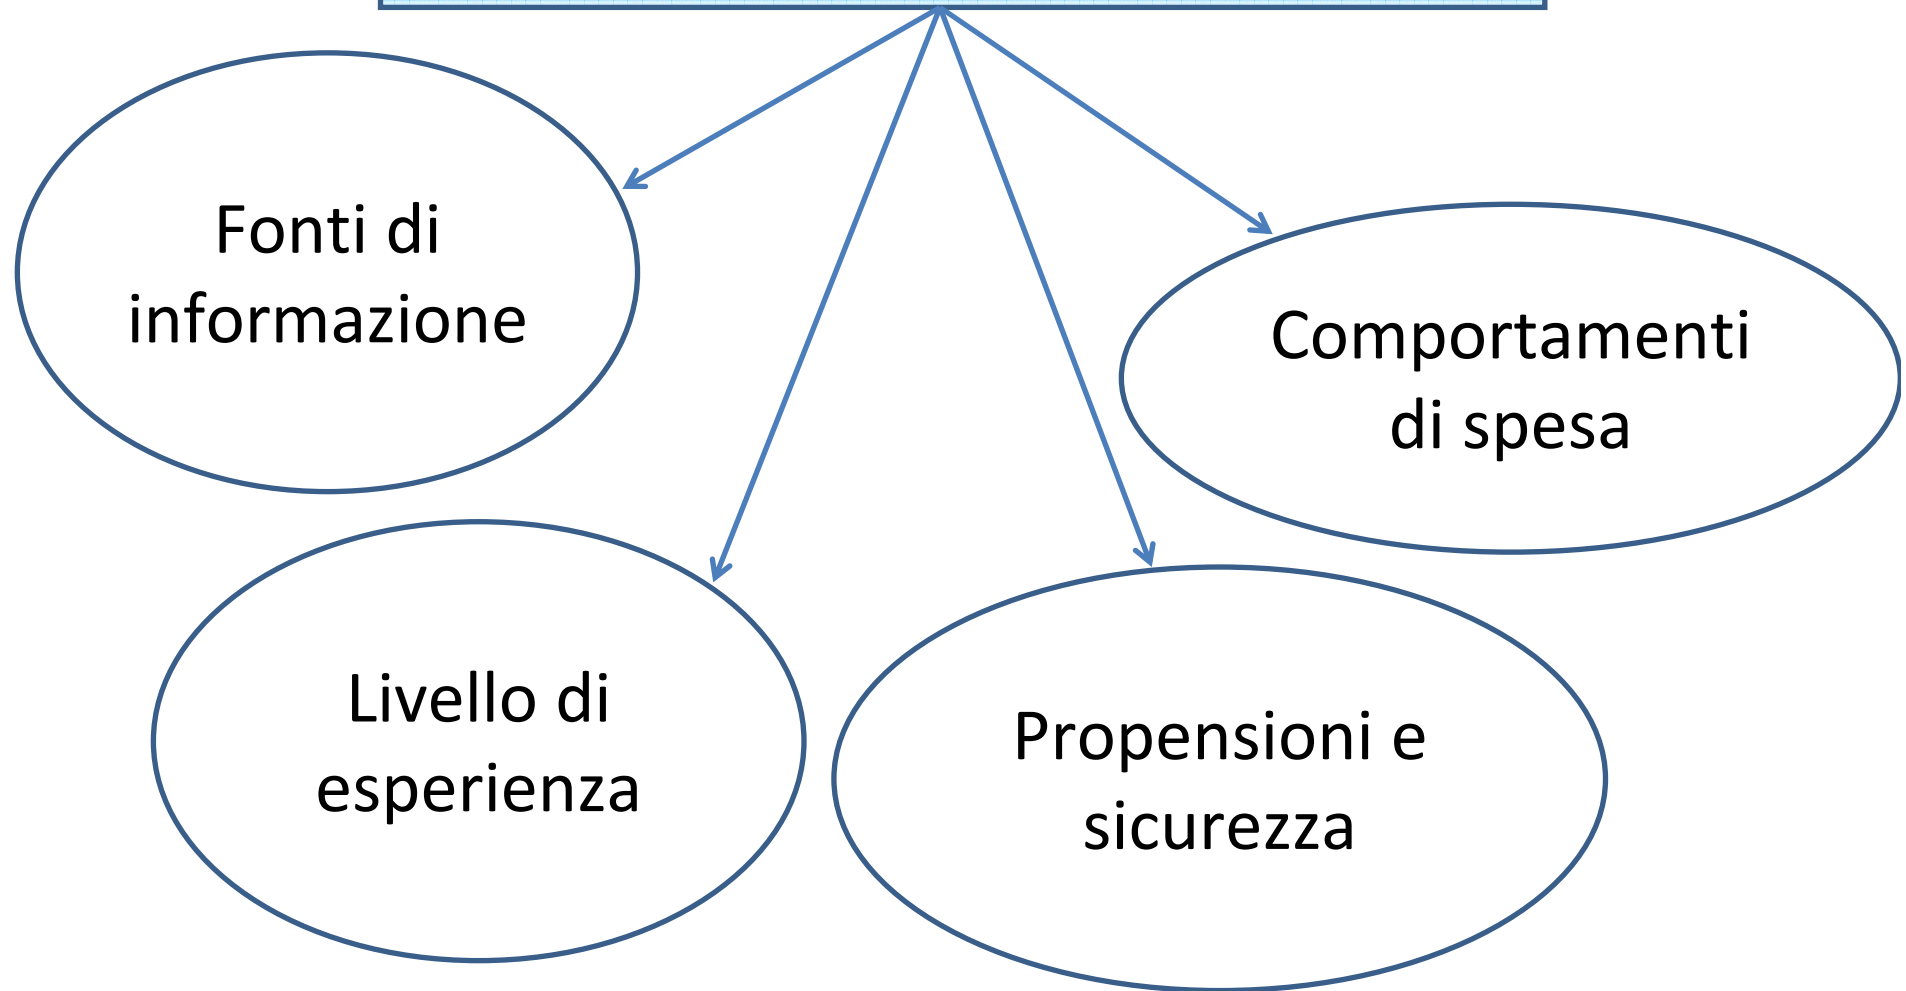 Fonti di
informazione
Comportamenti
di spesa
Livello di
esperienza
Propensioni e
sicurezza